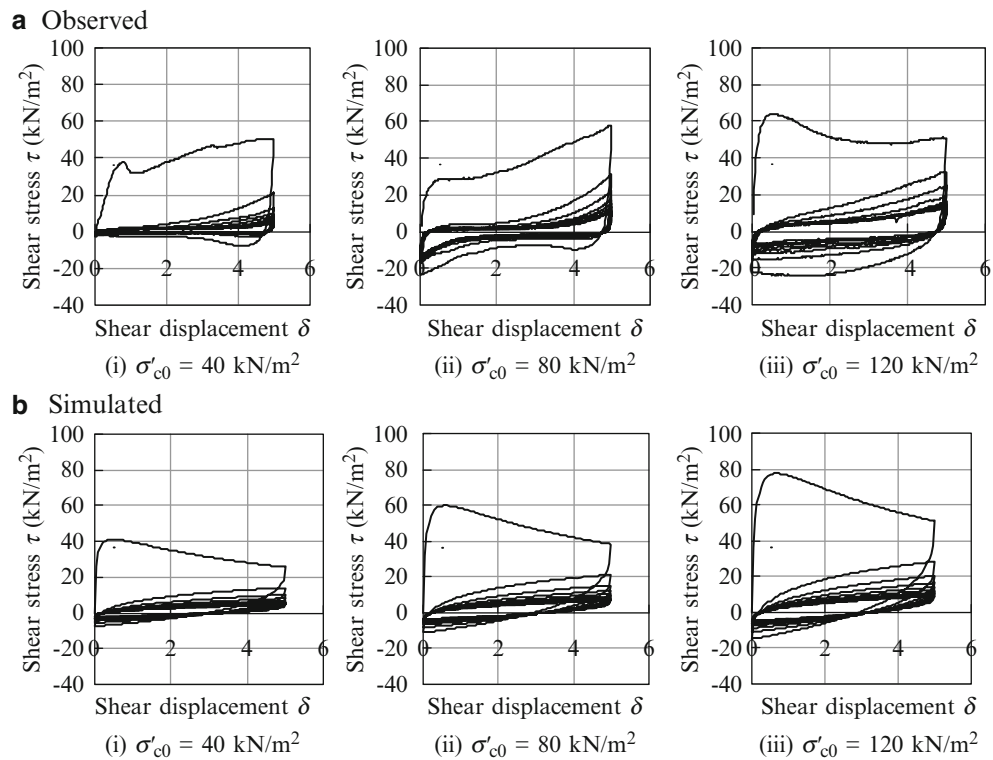 a Observed
Shear stress τ (kN/m²)
100
80
60
40
20
0
-20
-40
0 2 4 6
Shear displacement δ
(i) σ′c0 = 40 kN/m²
Shear stress τ (kN/m²)
100
80
60
40
20
0
-20
-40
0 2 4 6
Shear displacement δ
(ii) σ′c0 = 80 kN/m²
Shear stress τ (kN/m²)
100
80
60
40
20
0
-20
-40
0 2 4 6
Shear displacement δ
(iii) σ′c0 = 120 kN/m²
b Simulated
Shear stress τ (kN/m²)
100
80
60
40
20
0
-20
-40
0 2 4 6
Shear displacement δ
(i) σ′c0 = 40 kN/m²
Shear stress τ (kN/m²)
100
80
60
40
20
0
-20
-40
0 2 4 6
Shear displacement δ
(ii) σ′c0 = 80 kN/m²
Shear stress τ (kN/m²)
100
80
60
40
20
0
-20
-40
0 2 4 6
Shear displacement δ
(iii) σ′c0 = 120 kN/m²